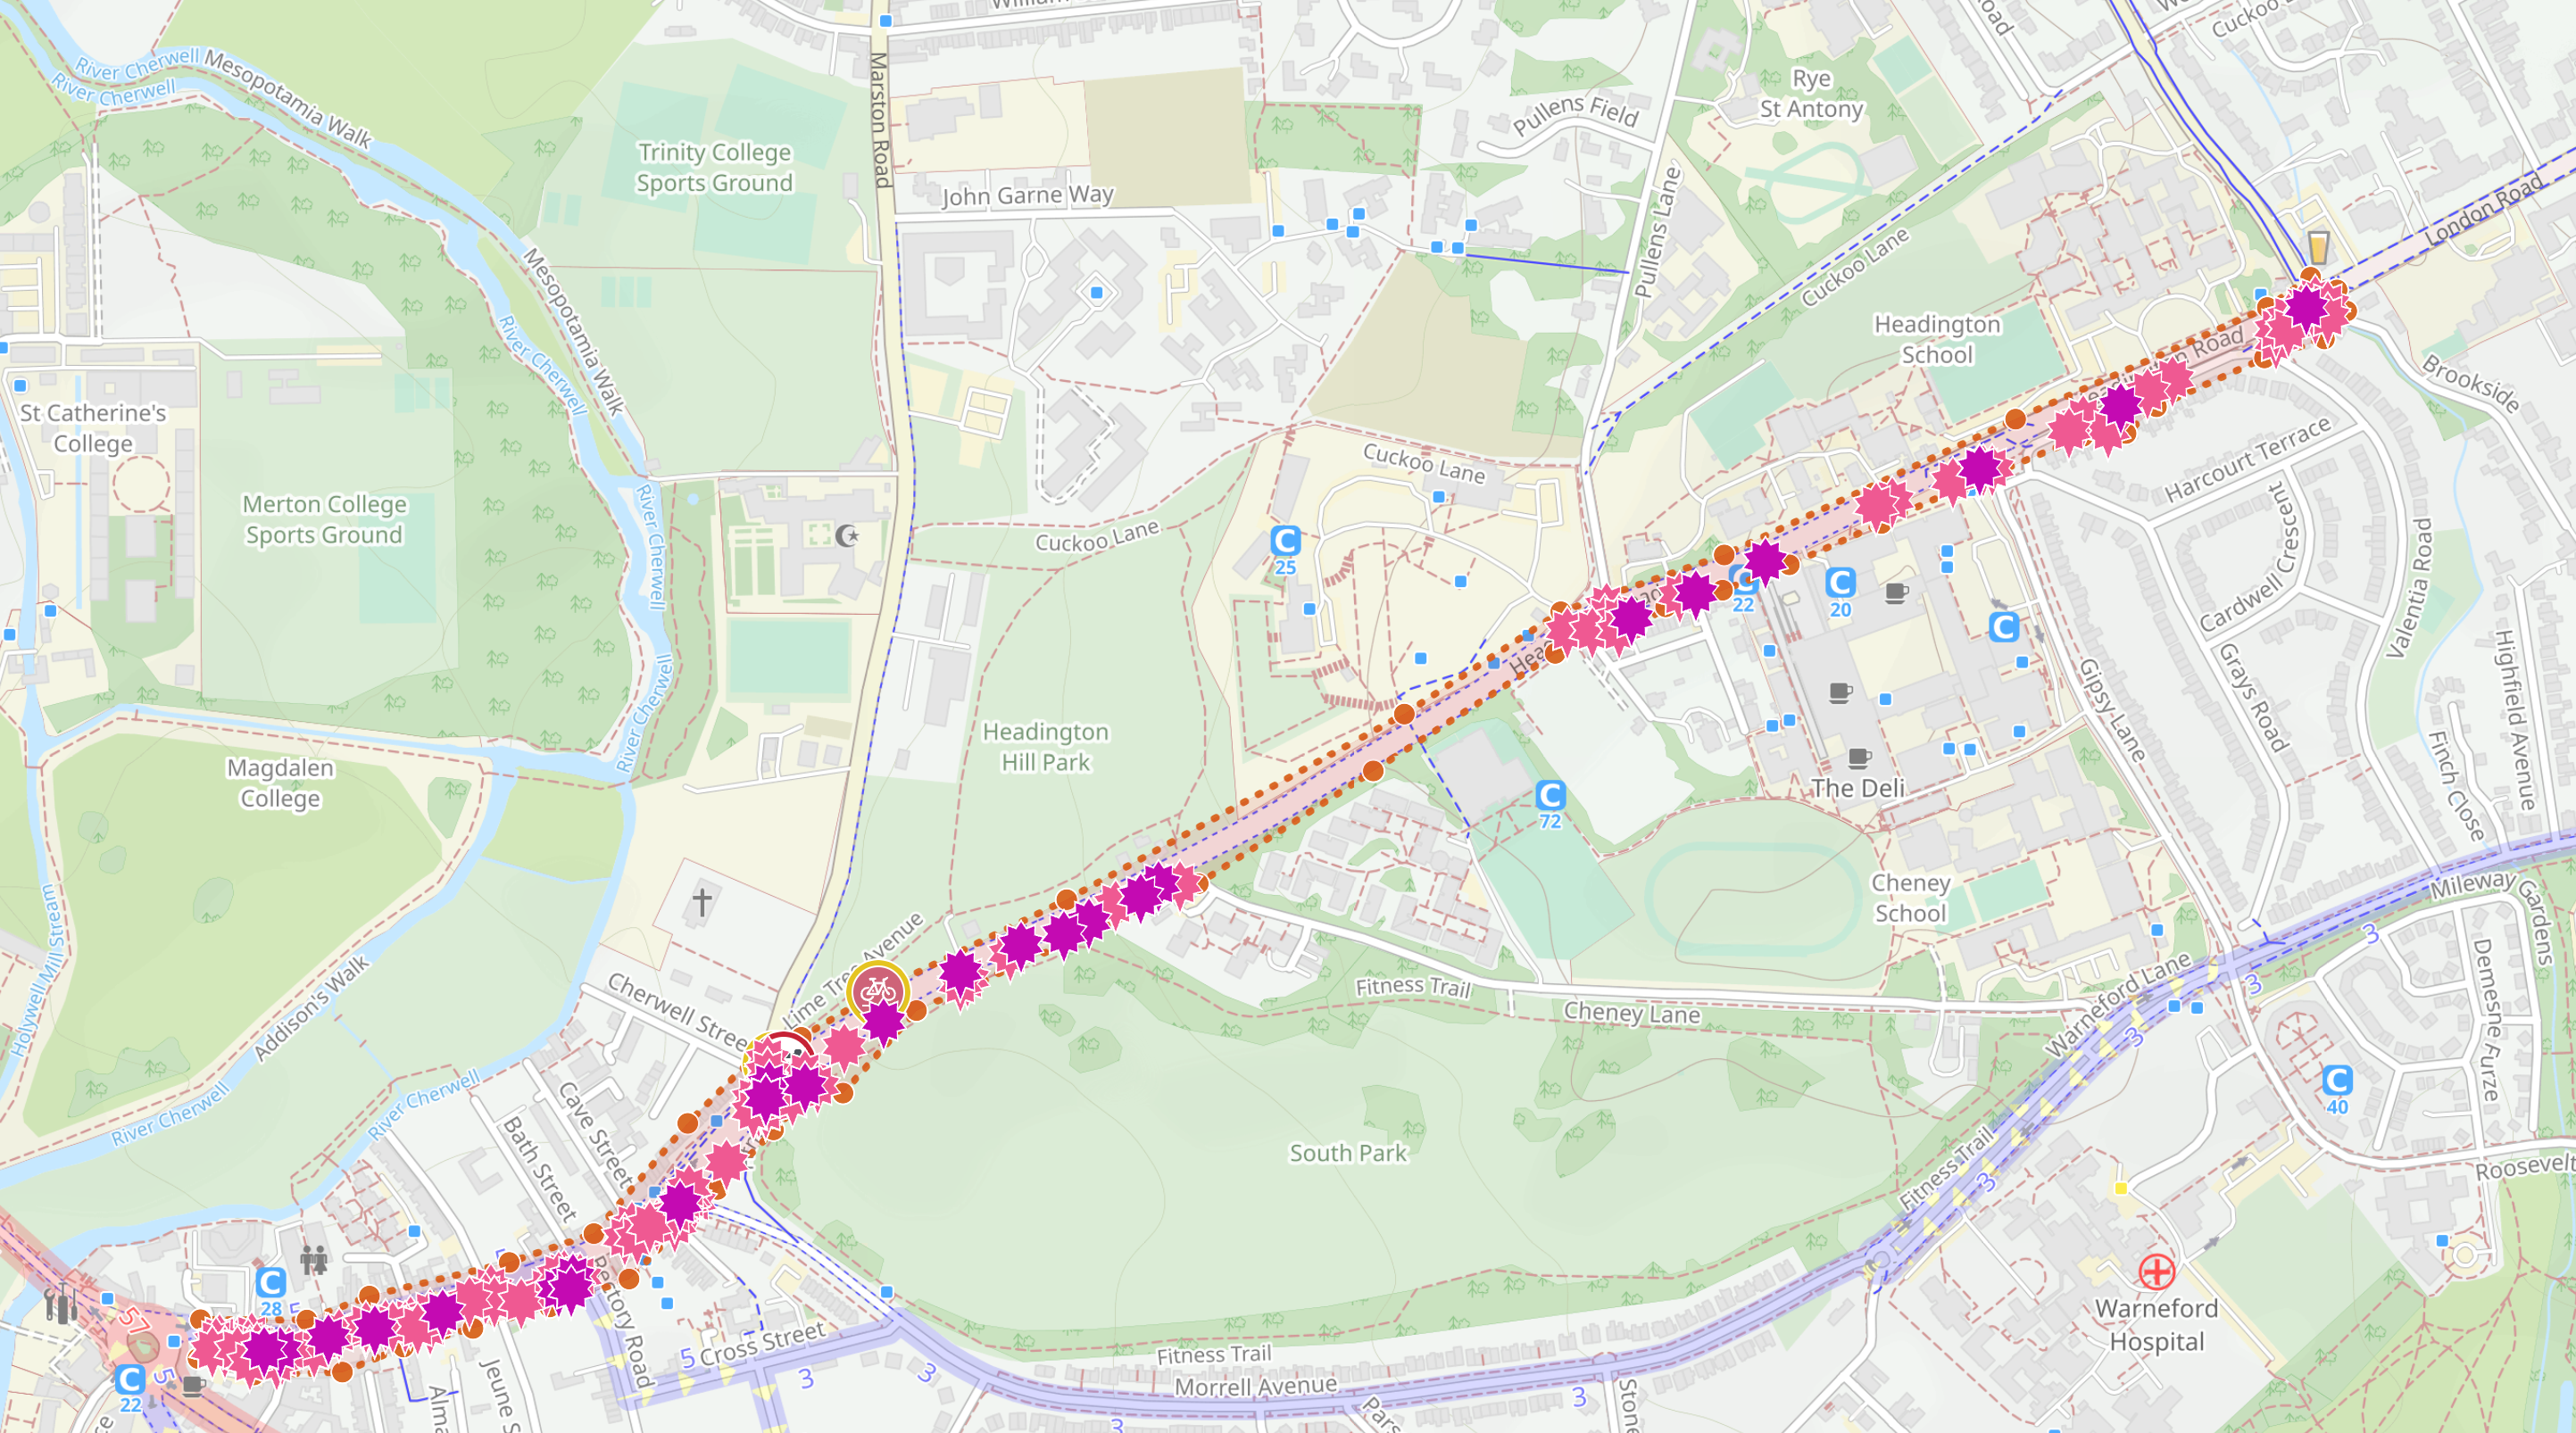 William
Cuckoo
River Cherwell
River Cherwell
Mesopotamia Walk
Marston Road
Trinity College
Sports Ground
John Garne Way
Pullens Field
Pullens Lane
Rye
St Antony
Road
Cuckoo Lane
London Road
Mesopotamia Walk
River Cherwell
Headington
School
Road
Brookside
St Catherine's
College
Merton College
Sports Ground
River Cherwell
Cuckoo Lane
Cuckoo Lane
C
25
Harcourt Terrace
Cardwell Crescent
Valentia Road
C
22
C
20
C
Grays Road
Highfield Avenue
River Cherwell
Magdalen
College
Headington
Hill Park
C
72
The Deli
Gipsy Lane
Finch Close
Holywell Mill Stream
Addison's Walk
Lime Tree Avenue
Cheney
School
Mileway Gardens
3
Fitness Trail
Cheney Lane
Warneford Lane
3
3
Demesne Furze
Cherwell Street
River Cherwell
River Cherwell
Cave Street
Bath Street
South Park
C
40
Fitness Trail
3
Roosevelt
Warneford
Hospital
57
C
28
5
5
Rectory Road
5
Cross Street
3
3
Fitness Trail
Morrell Avenue
3
3
C
22
5
Alma
Jeune S
Pars
Stone
ce